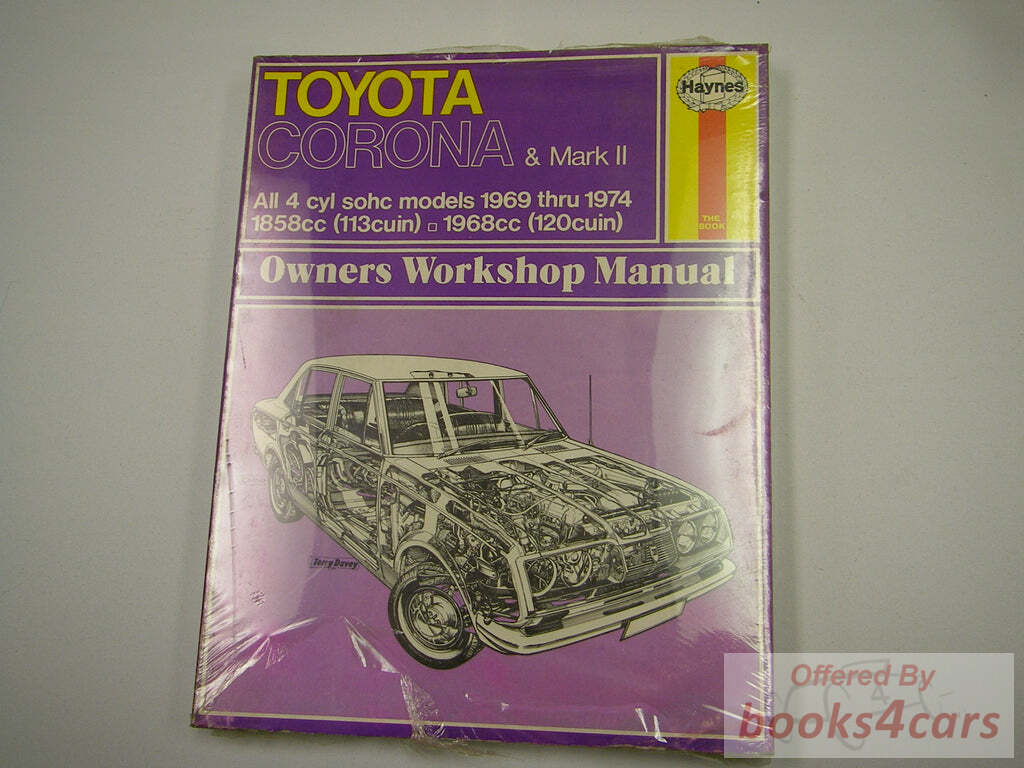 TOYOTA
CORONA & Mark II
All 4 cyl sohc models 1969 thru 1974
1858cc (113cuin) □ 1968cc (120cuin)
Haynes
THE
BOOK
Owners Workshop Manual
Terry Davey
Offered By
books4cars